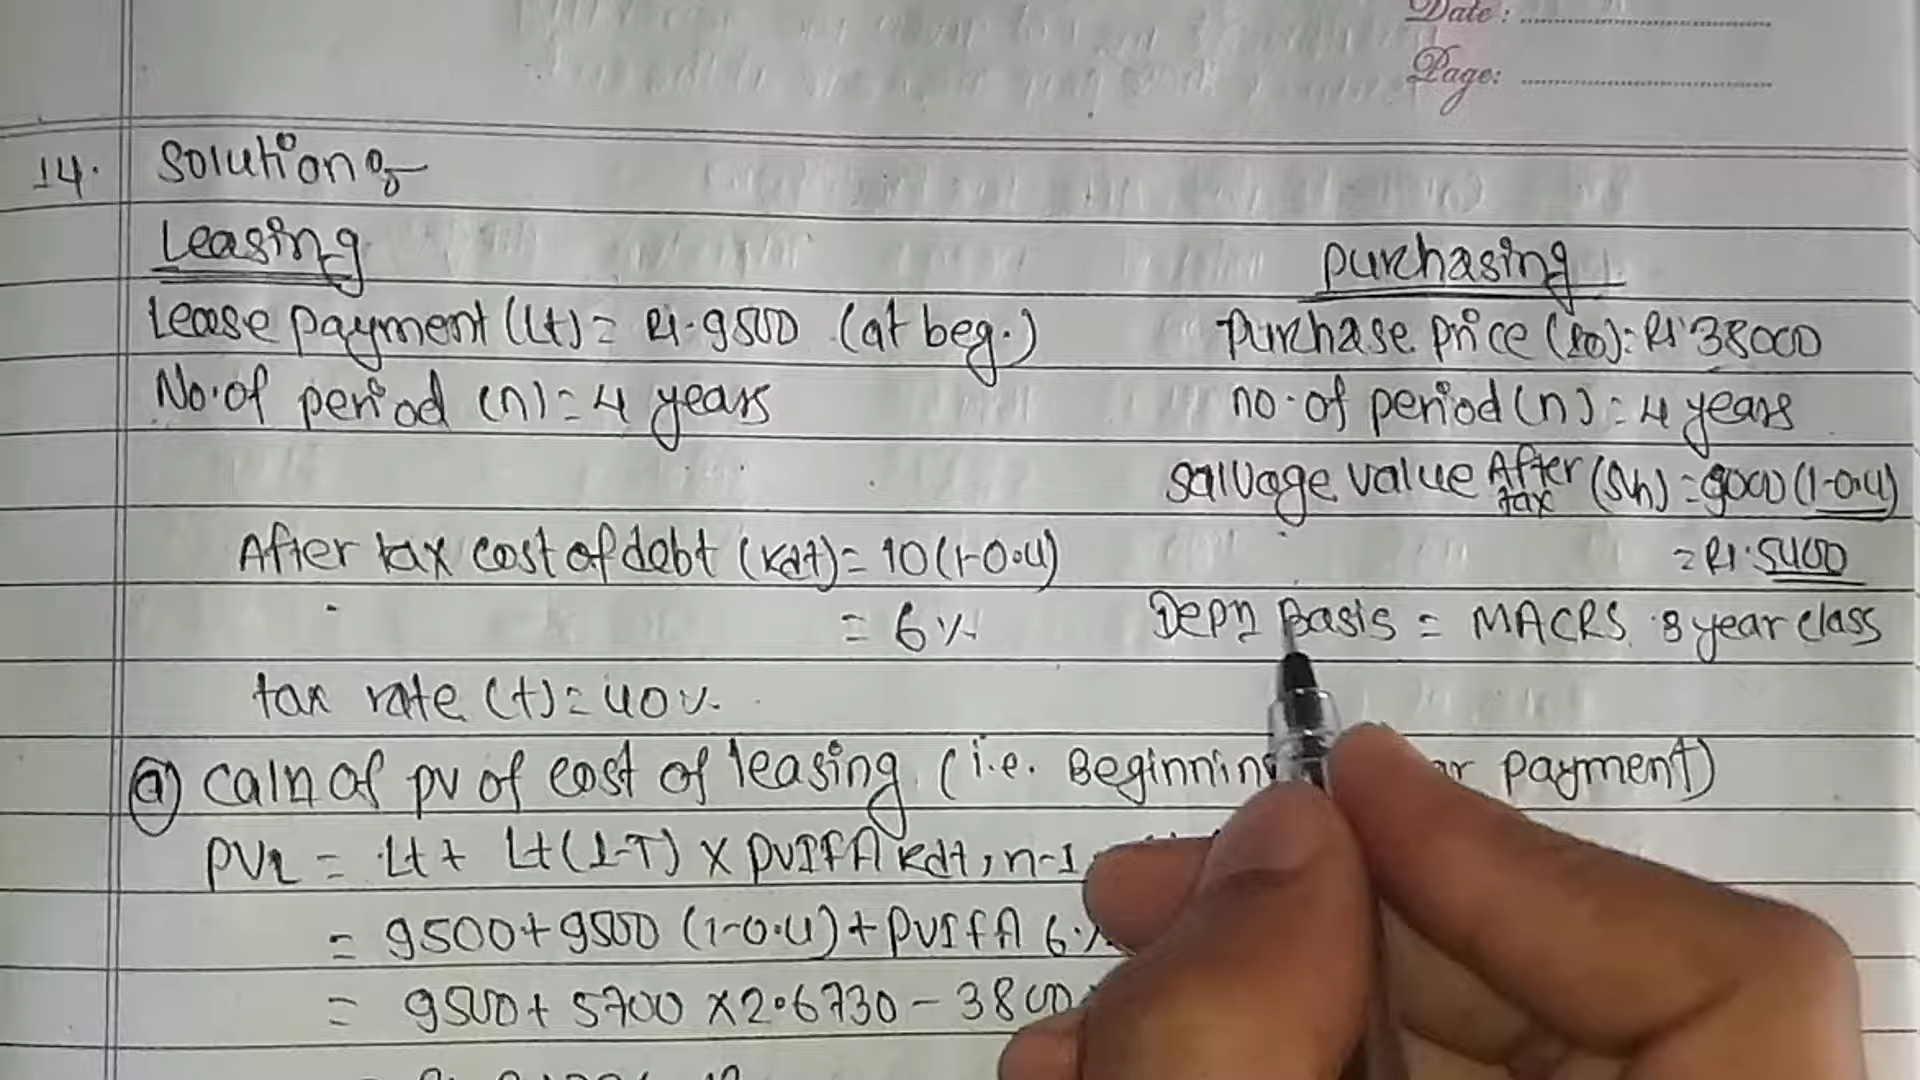 Date:
Page:
14. Solution:-
Leasing
Purchasing
Lease payment (Lt) = Rs. 9500 (at beg.)
Purchase price (P0) = Rs 38000
No. of period (n) = 4 years
no. of period (n) = 4 years
Salvage value After tax (Sn) = 9000 (1-0.4)
= Rs. 5400
After tax cost of debt (Kdt) = 10 (1-0.4)
= 6%
Depn Basis = MACRS. 3 year class
tax rate (t) = 40%.
(a) Caln of pv of cost of leasing (i.e. Beginning payment)
PVL = Lt + Lt (1-T) X PVIFA Kdt, n-1
= 9500 + 9500 (1-0.4) + PVIFA 6%
= 9500 + 5700 X 2.6730 - 3800